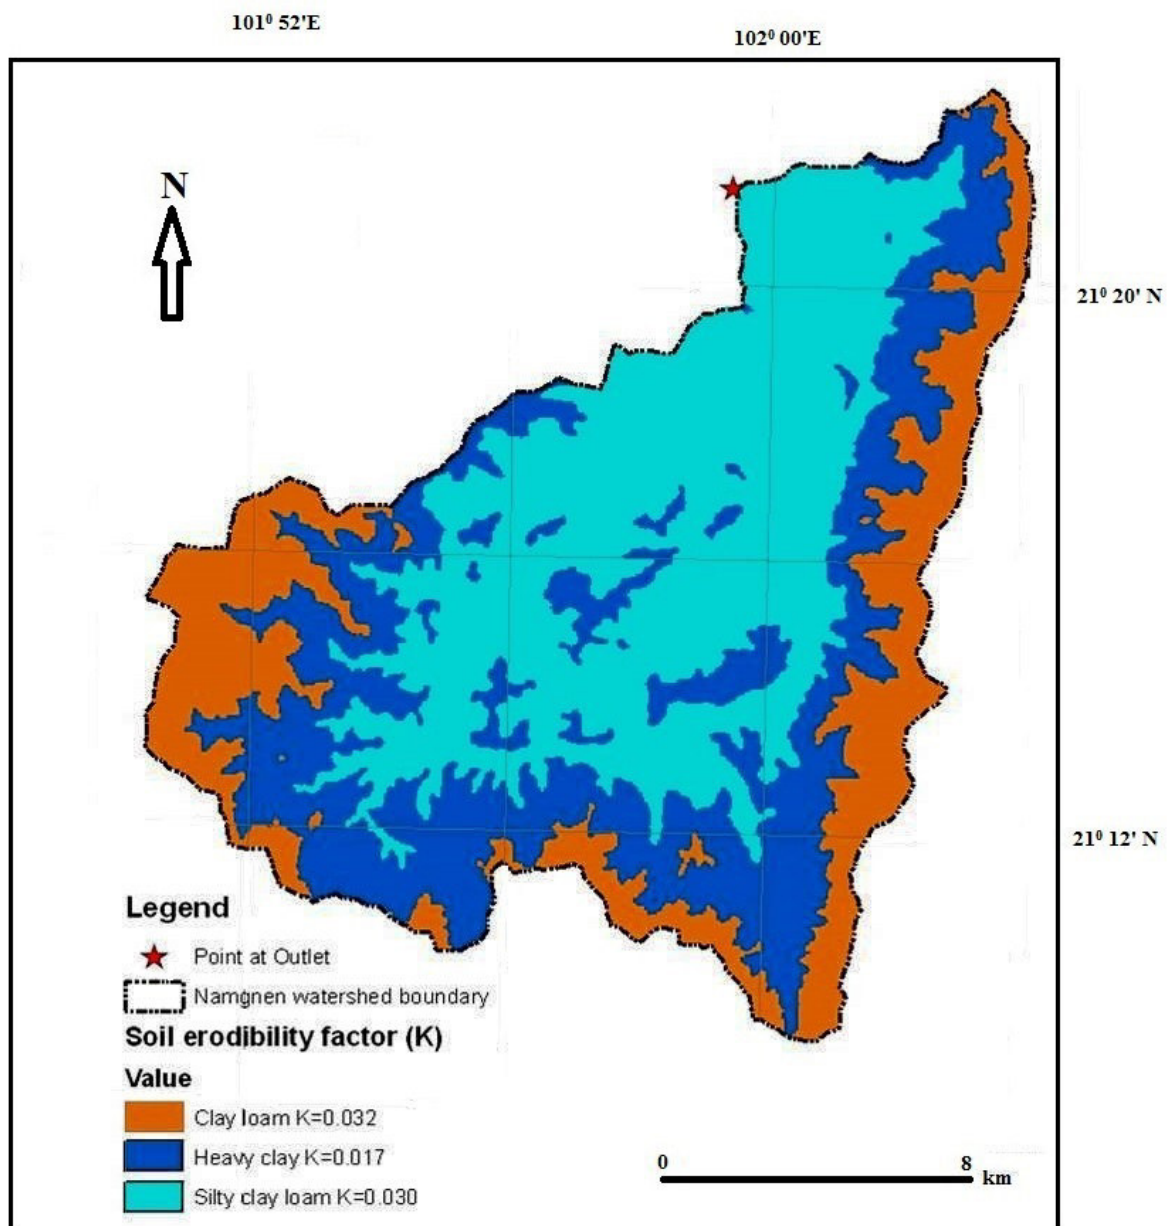 101⁰ 52'E
102⁰ 00'E
N
21⁰ 20' N
21⁰ 12' N
Legend
Point at Outlet
Namgnen watershed boundary
Soil erodibility factor (K)
Value
Clay loam K=0.032
Heavy clay K=0.017
Silty clay loam K=0.030
0 8 km